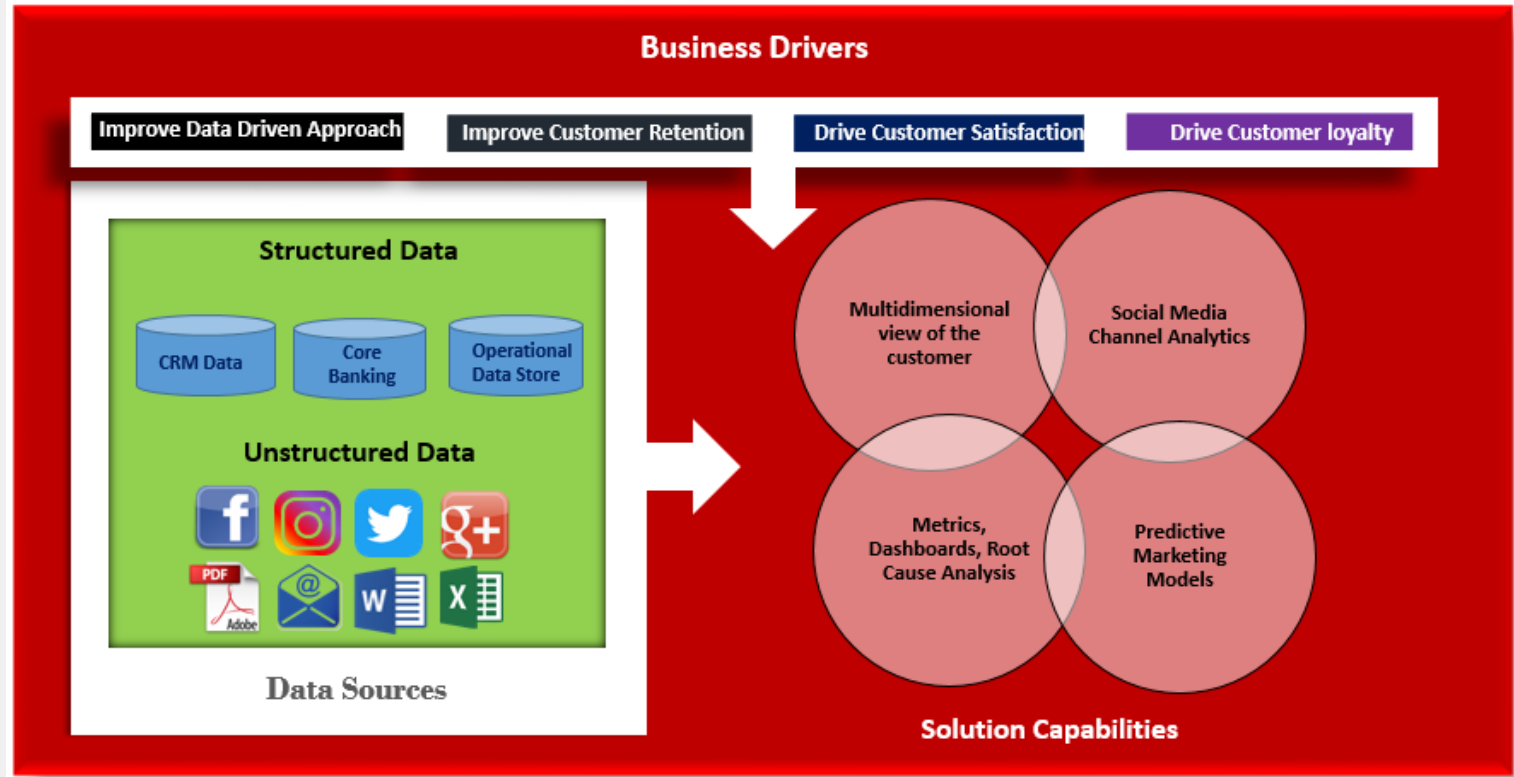 Business Drivers
Improve Data Driven Approach
Improve Customer Retention
Drive Customer Satisfaction
Drive Customer loyalty
Structured Data
CRM Data
Core
Banking
Operational
Data Store
Unstructured Data
f
g+
PDF
Adobe
@
W
X
Data Sources
Multidimensional
view of the
customer
Social Media
Channel Analytics
Metrics,
Dashboards, Root
Cause Analysis
Predictive
Marketing
Models
Solution Capabilities